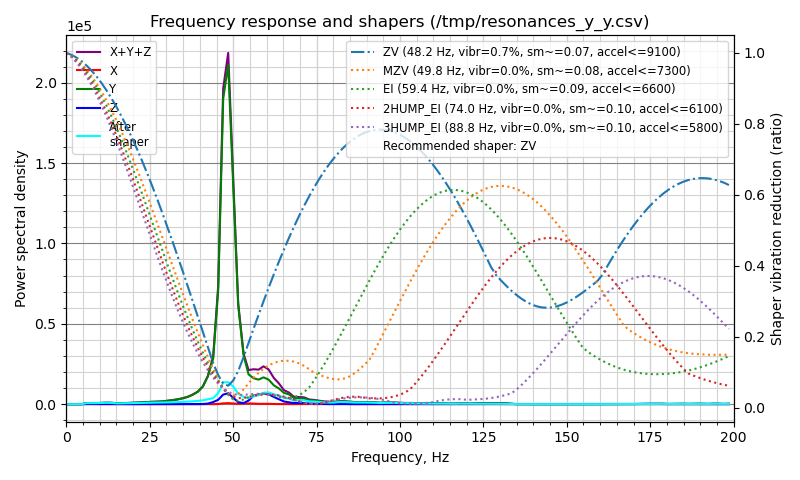 Frequency response and shapers (/tmp/resonances_y_y.csv)
1e5
X+Y+Z
X
Y
Z
After
shaper
ZV (48.2 Hz, vibr=0.7%, sm~=0.07, accel<=9100)
MZV (49.8 Hz, vibr=0.0%, sm~=0.08, accel<=7300)
EI (59.4 Hz, vibr=0.0%, sm~=0.09, accel<=6600)
2HUMP_EI (74.0 Hz, vibr=0.0%, sm~=0.10, accel<=6100)
3HUMP_EI (88.8 Hz, vibr=0.0%, sm~=0.10, accel<=5800)
Recommended shaper: ZV
Power spectral density
2.0
1.5
1.0
0.5
0.0
1.0
0.8
0.6
0.4
0.2
0.0
Shaper vibration reduction (ratio)
0 25 50 75 100 125 150 175 200
Frequency, Hz